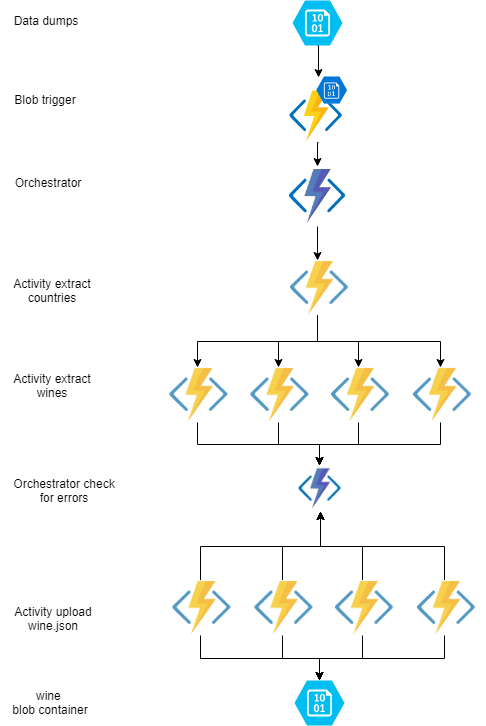 Data dumps
10
01
Blob trigger
10
01
Orchestrator
Activity extract
countries
Activity extract
wines
Orchestrator check
for errors
Activity upload
wine.json
wine
blob container
10
01